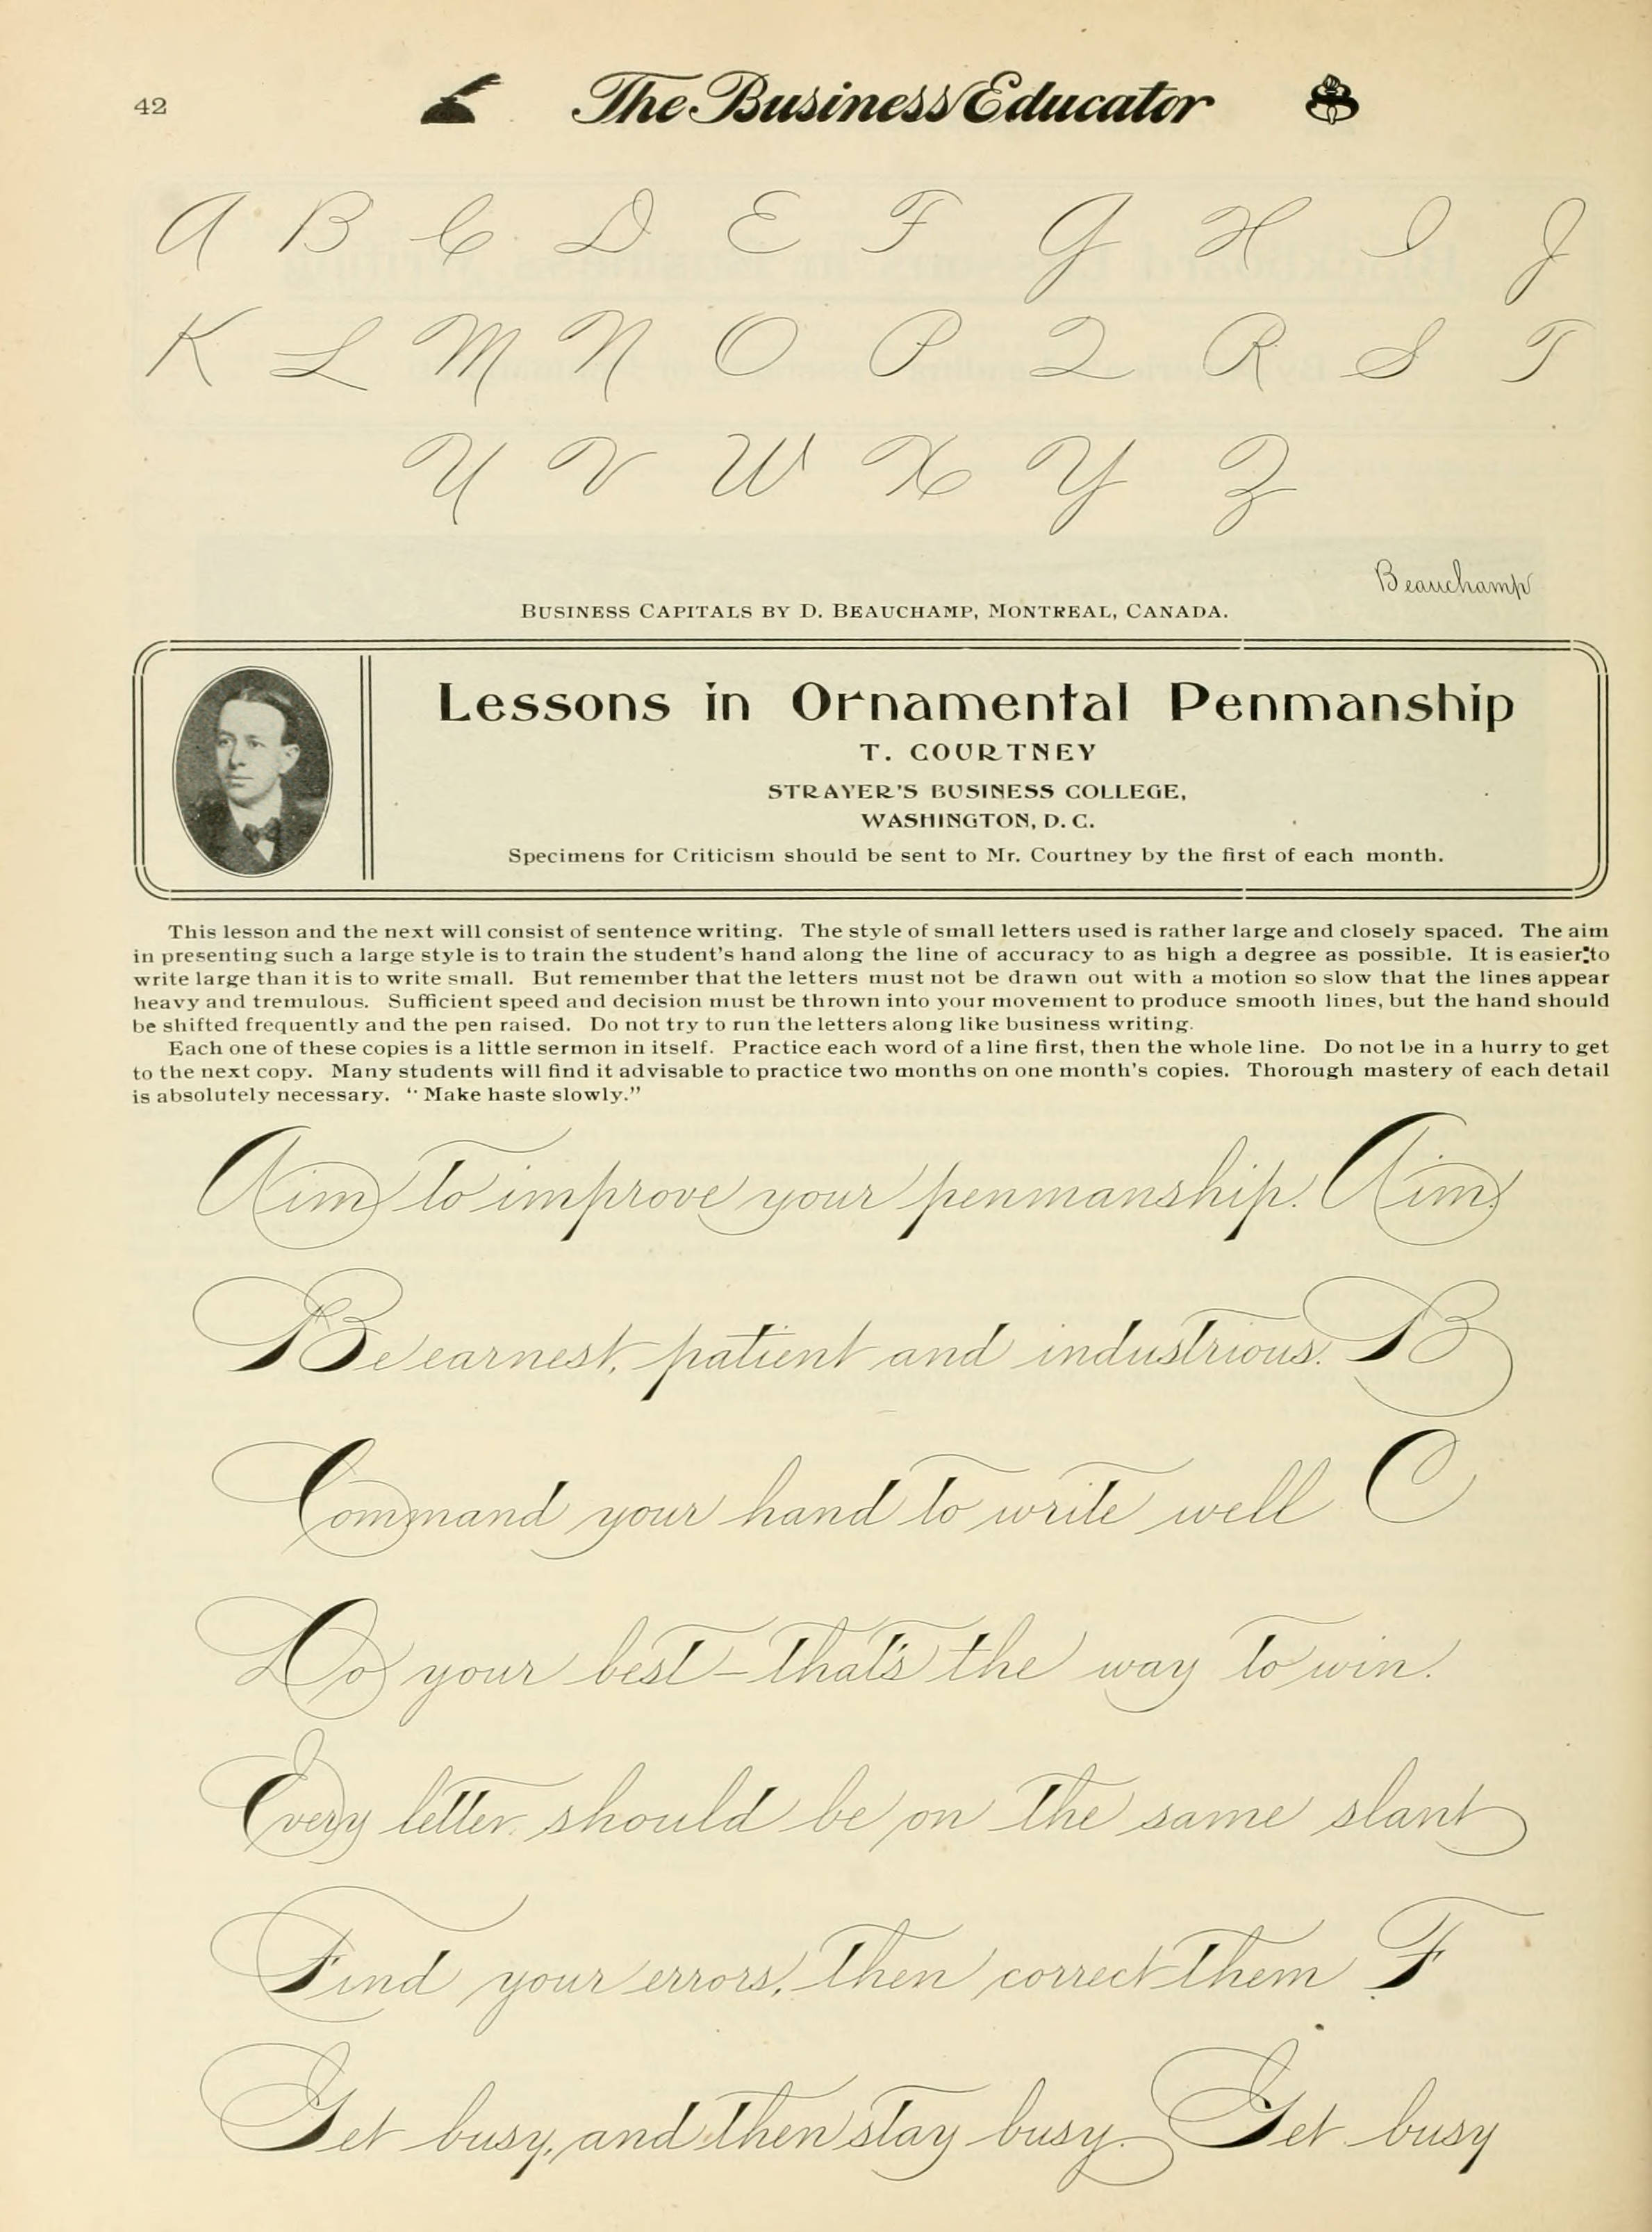 42
The Business Educator
A B C D E F G H I J
K L M N O P Q R S T
U V W X Y Z
Beauchamp
BUSINESS CAPITALS BY D. BEAUCHAMP, MONTREAL, CANADA.
Lessons in Ornamental Penmanship
T. COURTNEY
STRAYER'S BUSINESS COLLEGE,
WASHINGTON, D. C.
Specimens for Criticism should be sent to Mr. Courtney by the first of each month.
This lesson and the next will consist of sentence writing. The style of small letters used is rather large and closely spaced. The aim
in presenting such a large style is to train the student's hand along the line of accuracy to as high a degree as possible. It is easier to
write large than it is to write small. But remember that the letters must not be drawn out with a motion so slow that the lines appear
heavy and tremulous. Sufficient speed and decision must be thrown into your movement to produce smooth lines, but the hand should
be shifted frequently and the pen raised. Do not try to run the letters along like business writing.
Each one of these copies is a little sermon in itself. Practice each word of a line first, then the whole line. Do not be in a hurry to get
to the next copy. Many students will find it advisable to practice two months on one month's copies. Thorough mastery of each detail
is absolutely necessary. "Make haste slowly."
Aim to improve your penmanship. Aim.
Be earnest, patient and industrious. B
Command your hand to write well C
Do your best - that's the way to win.
Every letter should be on the same slant
Find your errors, then correct them F
Get busy, and then stay busy. Get busy